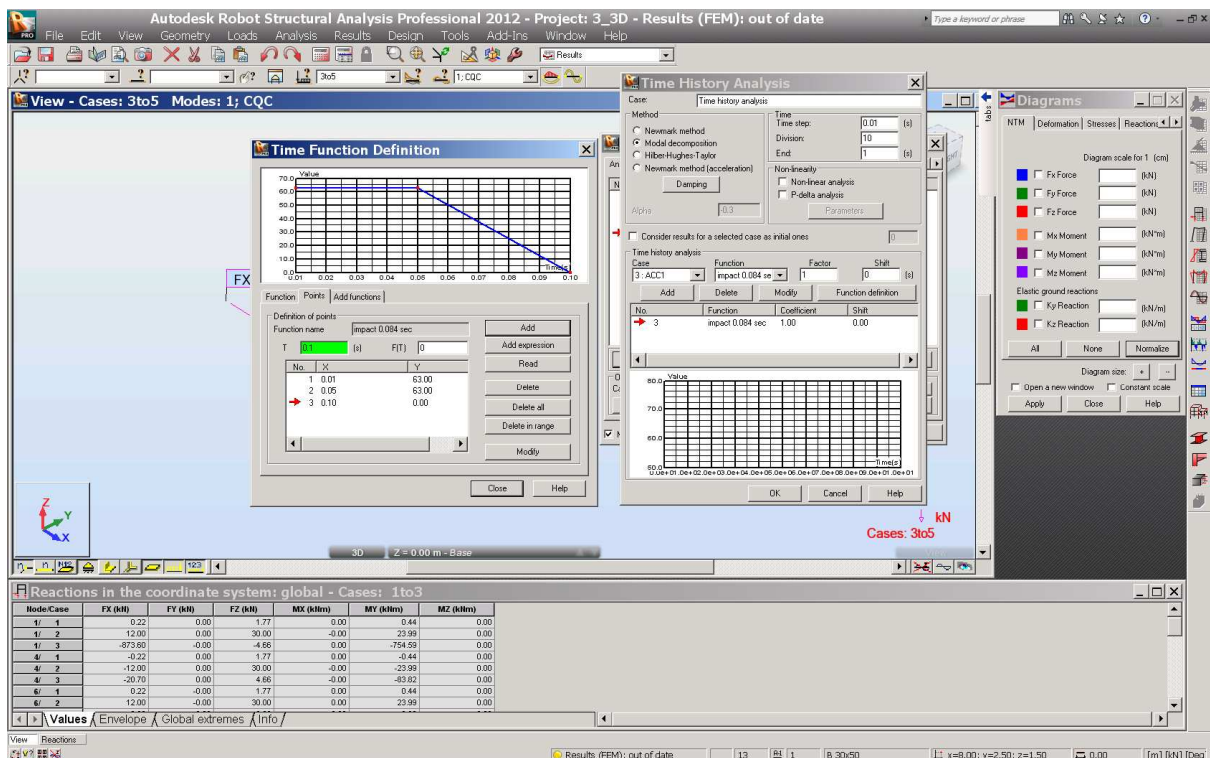 Autodesk Robot Structural Analysis Professional 2012 - Project: 3_3D - Results (FEM): out of date
Type a keyword or phrase
PRO File Edit View Geometry Loads Analysis Results Design Tools Add-Ins Window Help
Results
3to5
1; CQC
View - Cases: 3to5 Modes: 1; CQC
FX
Time Function Definition
Value
70.0
60.0
50.0
40.0
30.0
20.0
10.0
0.0
Time(s)
0.01 0.02 0.03 0.04 0.05 0.06 0.07 0.08 0.09 0.10
Function Points Add functions
Definition of points
Function name impact 0.084 sec
T 0.1 (s) F(T) 0
No. X Y
1 0.01 63.00
2 0.05 63.00
3 0.10 0.00
Add
Add expression
Read
Delete
Delete all
Delete in range
Modify
Close Help
Time History Analysis
Case: Time history analysis
Method
Newmark method
Modal decomposition
Hilber-Hughes-Taylor
Newmark method (acceleration)
Damping
Alpha -0.3
Time
Time step: 0.01 (s)
Division: 10
End: 1 (s)
Non-linearity
Non-linear analysis
P-delta analysis
Parameters
Consider results for a selected case as initial ones 0
Time history analysis
Case Function Factor Shift
3 : ACC1 impact 0.084 se 1 0 (s)
Add Delete Modify Function definition
No. Function Coefficient Shift
3 impact 0.084 sec 1.00 0.00
80.0 Value
70.0
60.0
50.0
Time(s)
OK Cancel Help
tabs
Diagrams
NTM Deformation Stresses Reactions
Diagram scale for 1 (cm)
Fx Force (kN)
Fy Force (kN)
Fz Force (kN)
Mx Moment (kN*m)
My Moment (kN*m)
Mz Moment (kN*m)
Elastic ground reactions
Ky Reaction (kN/m)
Kz Reaction (kN/m)
All None Normalize
Diagram size: + --
Open a new window Constant scale
Apply Close Help
Z
Y
X
kN
Cases: 3to5
3D Z = 0.00 m - Base
Reactions in the coordinate system: global - Cases: 1to3
Node/Case FX (kN) FY (kN) FZ (kN) MX (kNm) MY (kNm) MZ (kNm)
1/ 1 0.22 0.00 1.77 0.00 0.44 0.00
1/ 2 12.00 0.00 30.00 -0.00 23.99 0.00
1/ 3 -873.60 -0.00 -4.66 -0.00 -754.59 0.00
4/ 1 -0.22 0.00 1.77 0.00 -0.44 0.00
4/ 2 -12.00 0.00 30.00 -0.00 -23.99 0.00
4/ 3 -20.70 0.00 4.66 -0.00 -83.82 0.00
6/ 1 0.22 -0.00 1.77 0.00 0.44 0.00
6/ 2 12.00 -0.00 30.00 0.00 23.99 0.00
Values Envelope Global extremes Info
View Reactions
Results (FEM): out of date 13 1 B 30x50 x=8.00; y=2.50; z=1.50 0.00 [m] [kN] [Deg